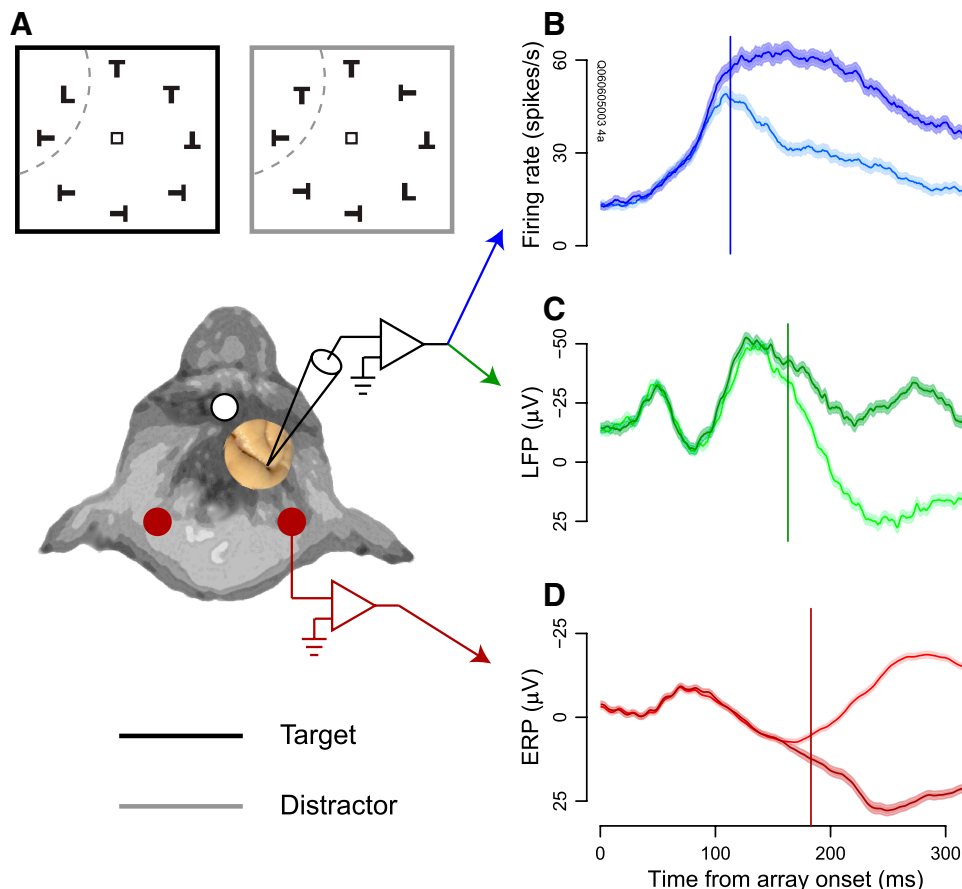 A
B
Firing rate (spikes/s)
60
30
0
Q060605003 4a
C
LFP (µV)
-50
-25
0
25
D
ERP (µV)
-25
0
25
0 100 200 300
Time from array onset (ms)
Target
Distractor
T
L T
T T
T T
T
T
T T
T T
T L
T